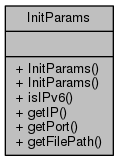 InitParams
+ InitParams()
+ InitParams()
+ isIPv6()
+ getIP()
+ getPort()
+ getFilePath()